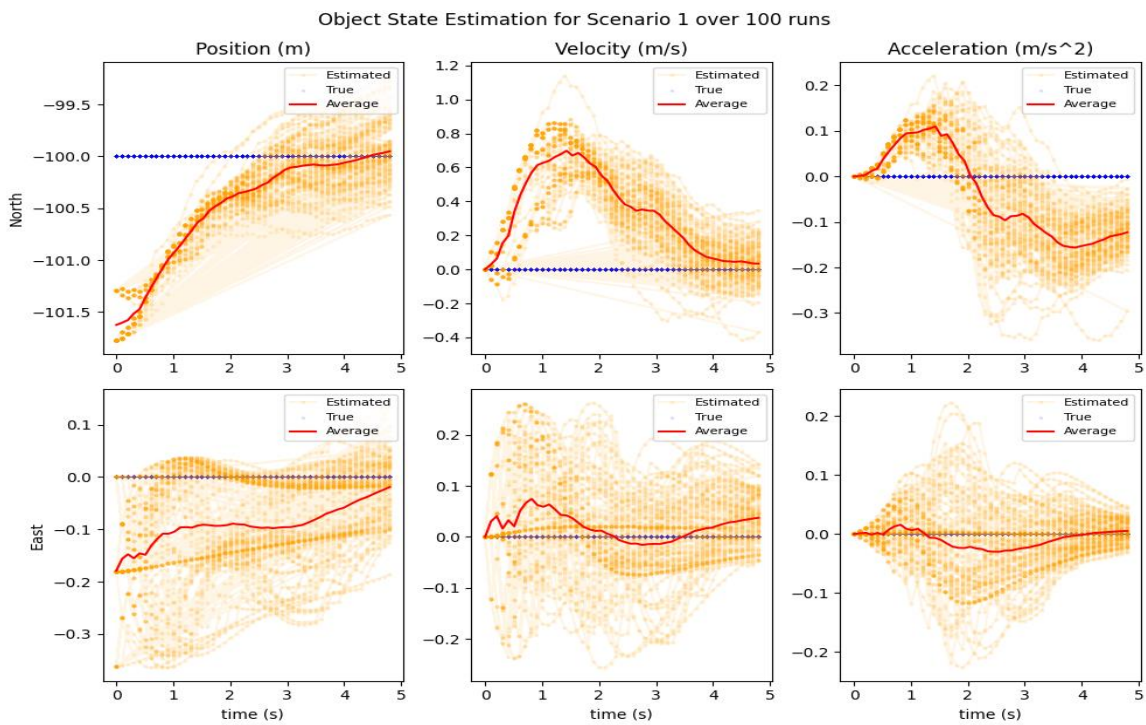 Object State Estimation for Scenario 1 over 100 runs
Position (m)
Velocity (m/s)
Acceleration (m/s^2)
North
−99.5
−100.0
−100.5
−101.0
−101.5
0 1 2 3 4 5
Estimated
True
Average
1.2
1.0
0.8
0.6
0.4
0.2
0.0
−0.2
−0.4
0 1 2 3 4 5
Estimated
True
Average
0.2
0.1
0.0
−0.1
−0.2
−0.3
0 1 2 3 4 5
Estimated
True
Average
East
0.1
0.0
−0.1
−0.2
−0.3
0 1 2 3 4 5
time (s)
Estimated
True
Average
0.2
0.1
0.0
−0.1
−0.2
0 1 2 3 4 5
time (s)
Estimated
True
Average
0.2
0.1
0.0
−0.1
−0.2
0 1 2 3 4 5
time (s)
Estimated
True
Average